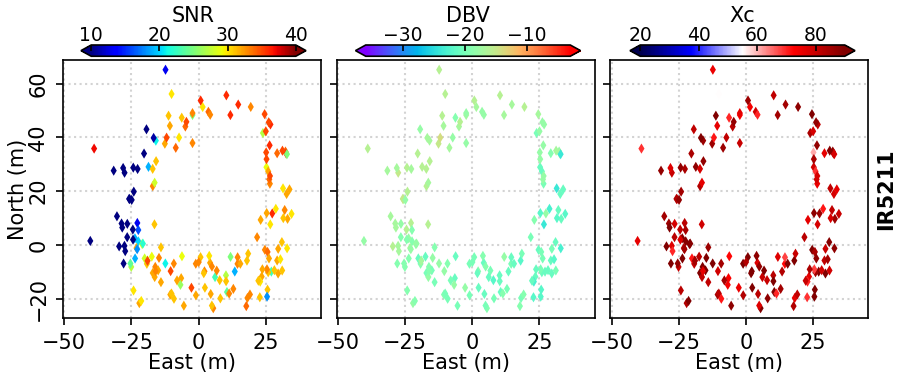 SNR DBV Xc
10 20 30 40 −30 −20 −10 20 40 60 80
North (m)
60
40
20
0
−20
IR5211
−50 −25 0 25 −50 −25 0 25 −50 −25 0 25
East (m) East (m) East (m)